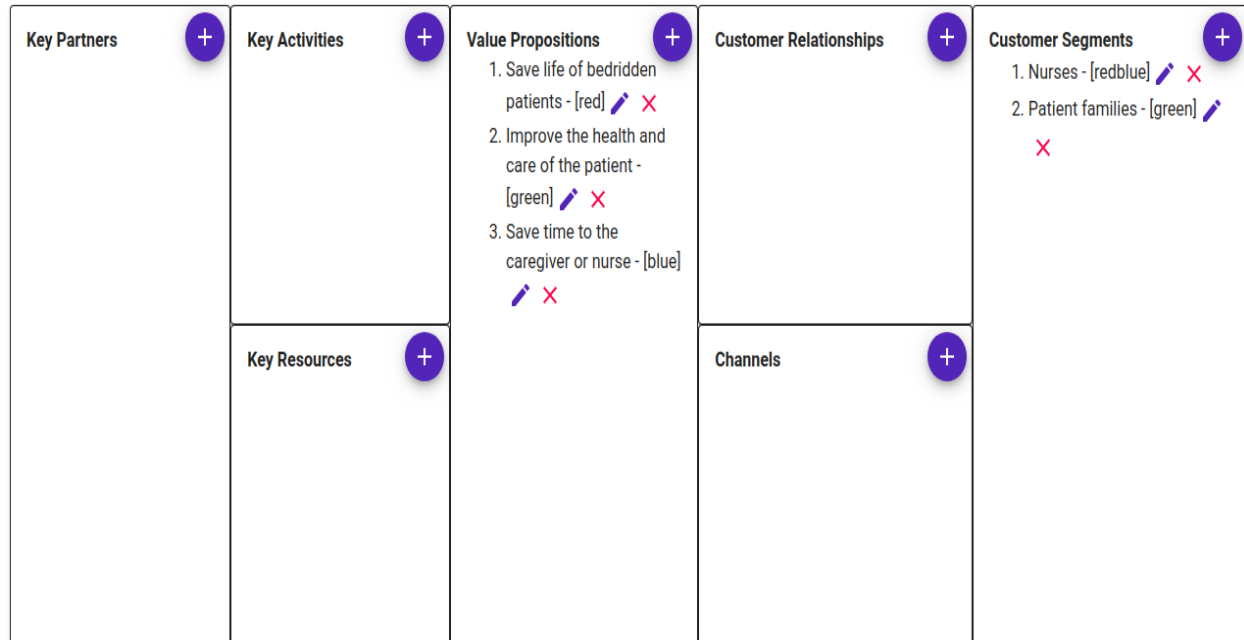 Key Partners
Key Activities
Value Propositions
1. Save life of bedridden
patients - [red]
2. Improve the health and
care of the patient -
[green]
3. Save time to the
caregiver or nurse - [blue]
Customer Relationships
Customer Segments
1. Nurses - [redblue]
2. Patient families - [green]
Key Resources
Channels